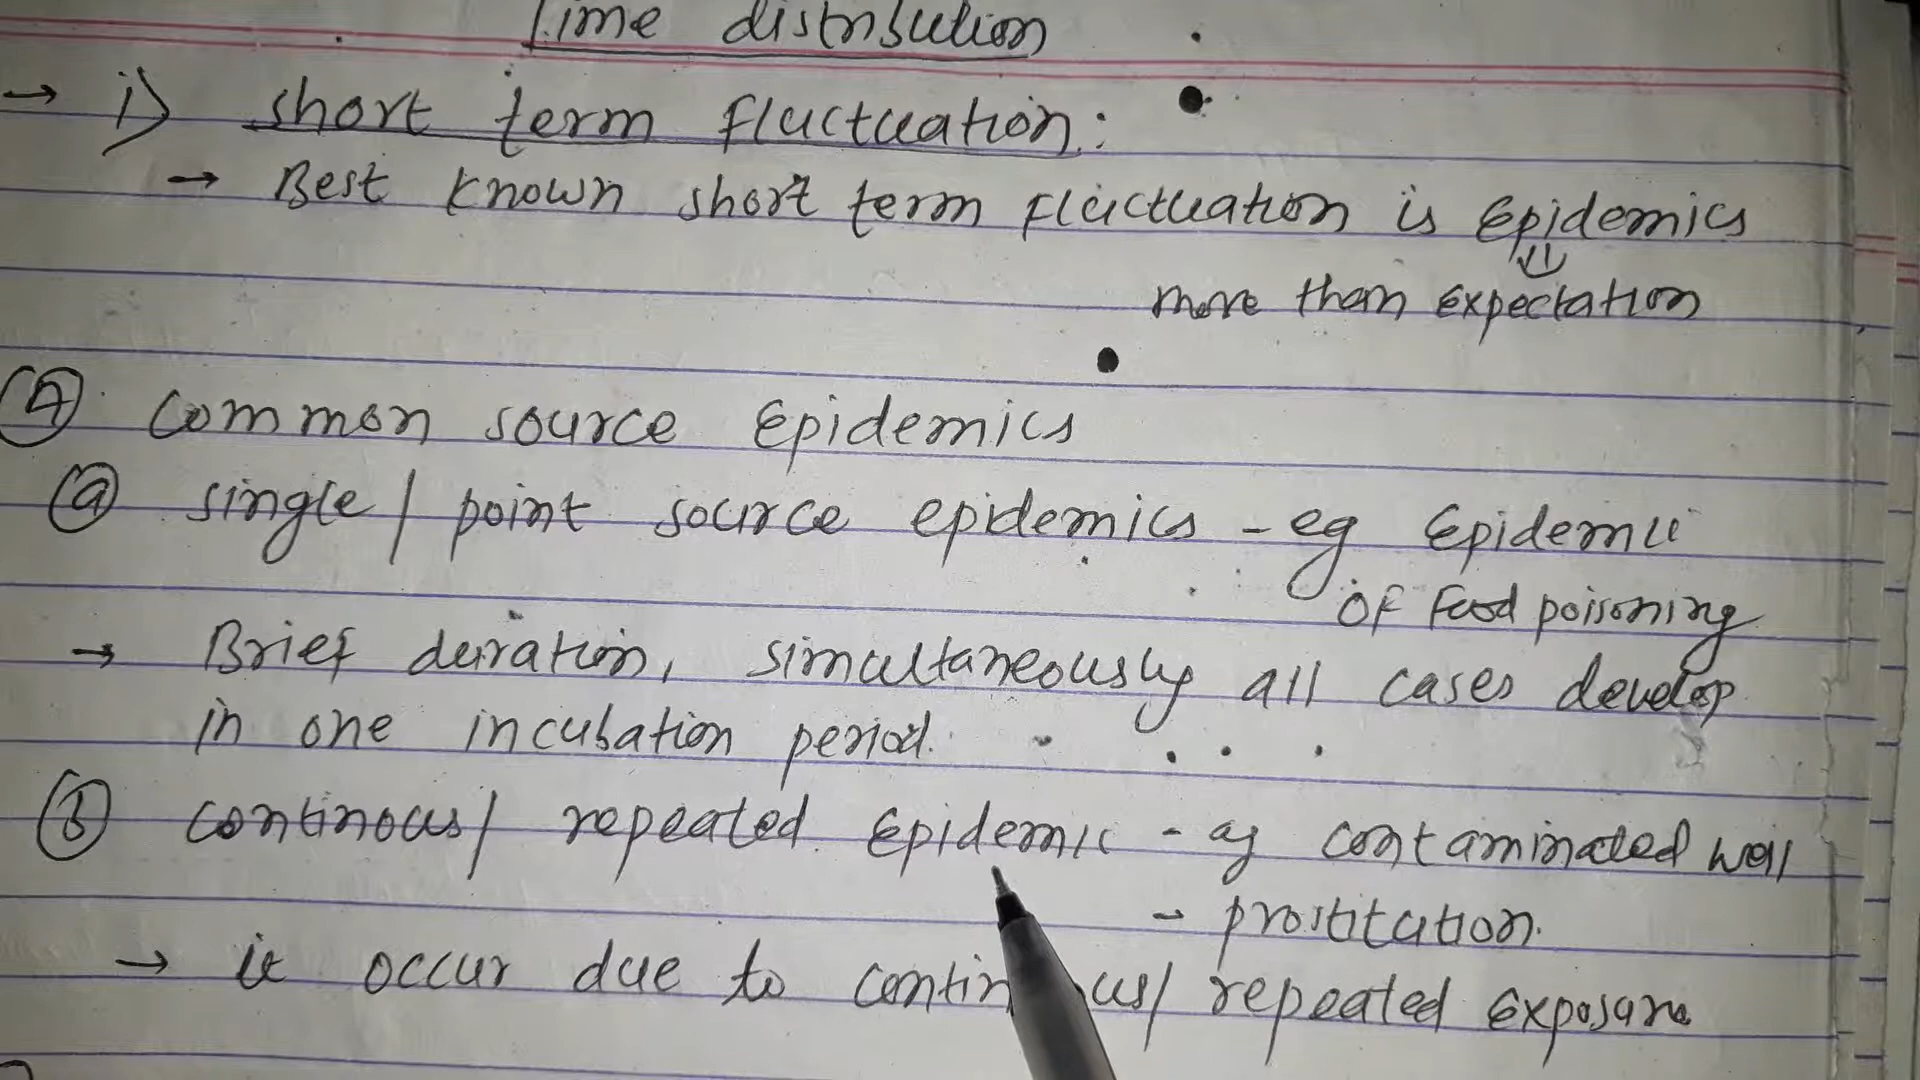 Time distribution
→ i) short term fluctuation:
→ Best known short term fluctuation is Epidemics
more than expectation
(A) common source Epidemics
(a) single / point source epidemics - eg Epidemic
of food poisoning
→ Brief duration, simultaneously all cases develop
in one incubation period.
(b) continous / repeated Epidemic - eg contaminated well
- prostitution.
→ it occur due to / repeated exposure